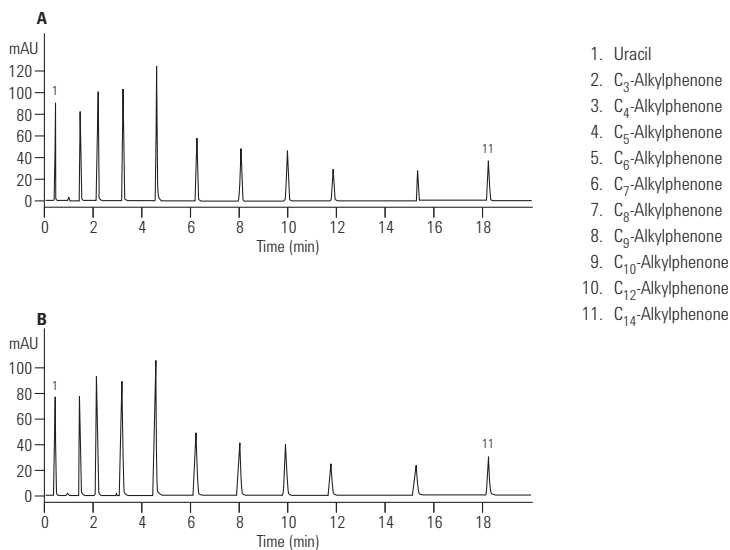 A
mAU
120
100
80
60
40
20
0
1
11
0 2 4 6 8 10 12 14 16 18
Time (min)
B
mAU
100
80
60
40
20
0
1
11
0 2 4 6 8 10 12 14 16 18
Time (min)
1. Uracil
2. C3-Alkylphenone
3. C4-Alkylphenone
4. C5-Alkylphenone
5. C6-Alkylphenone
6. C7-Alkylphenone
7. C8-Alkylphenone
8. C9-Alkylphenone
9. C10-Alkylphenone
10. C12-Alkylphenone
11. C14-Alkylphenone